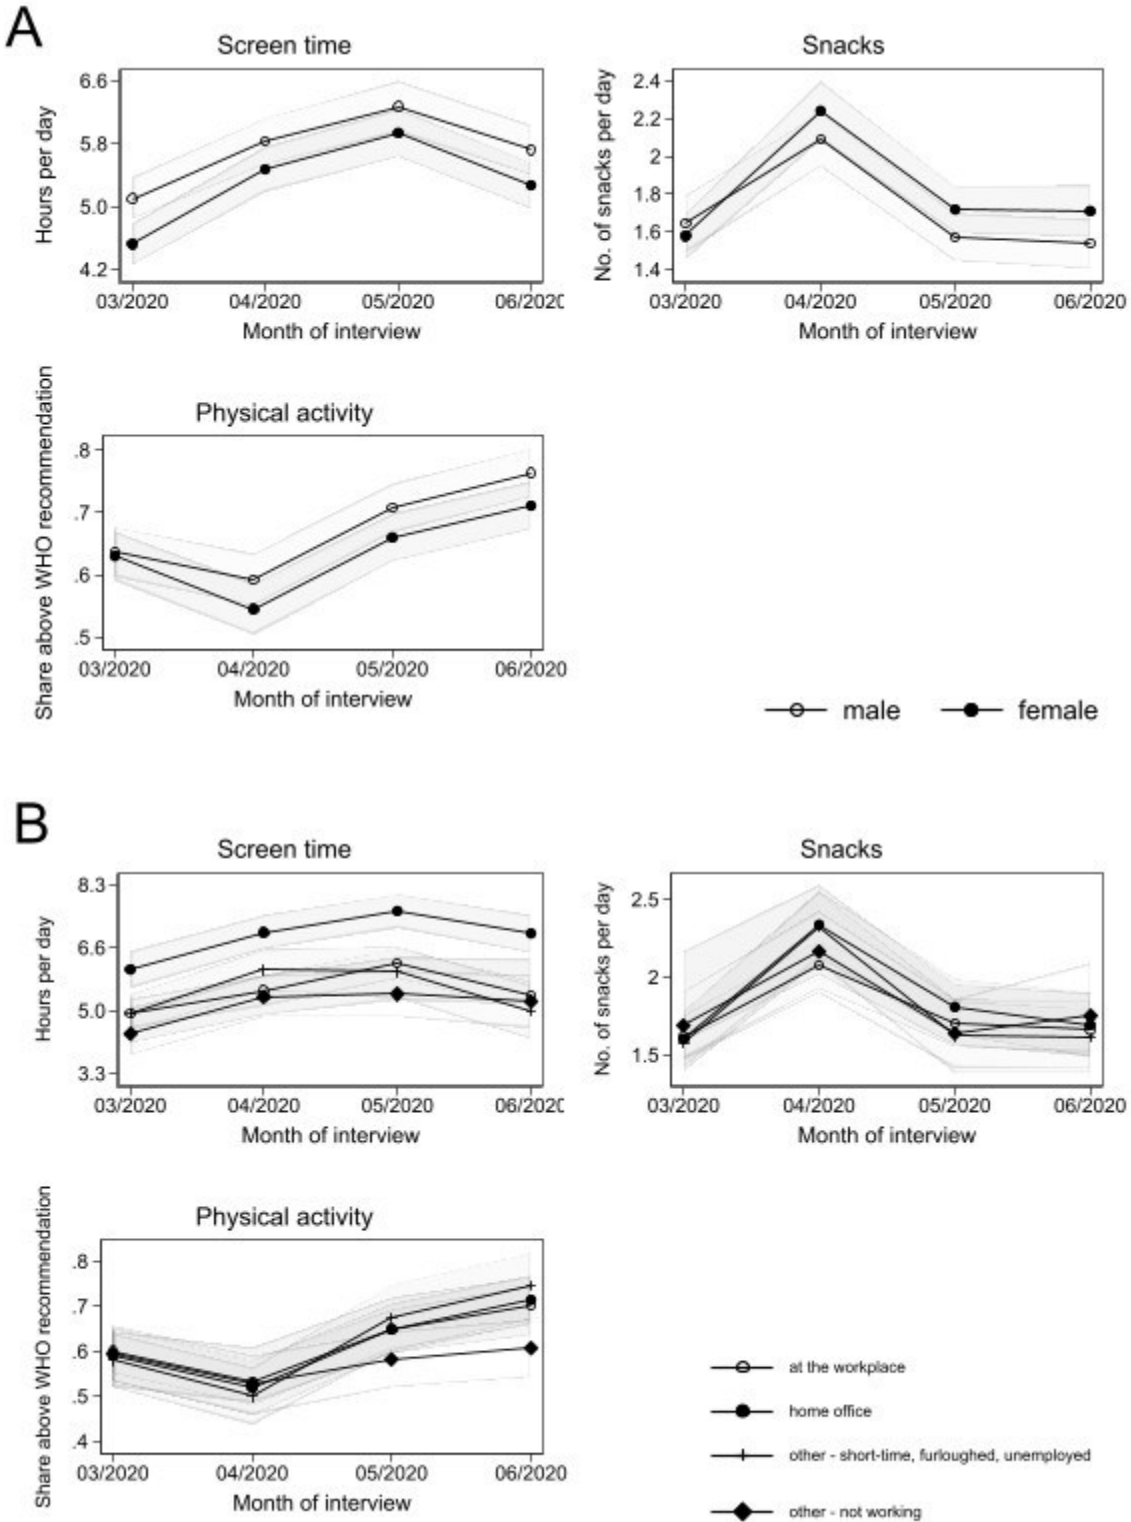 A
Screen time
Hours per day
6.6
5.8
5.0
4.2
03/2020 04/2020 05/2020 06/2020
Month of interview
Snacks
No. of snacks per day
2.4
2.2
2
1.8
1.6
1.4
03/2020 04/2020 05/2020 06/2020
Month of interview
Physical activity
Share above WHO recommendation
.8
.7
.6
.5
03/2020 04/2020 05/2020 06/2020
Month of interview
male female
B
Screen time
Hours per day
8.3
6.6
5.0
3.3
03/2020 04/2020 05/2020 06/2020
Month of interview
Snacks
No. of snacks per day
2.5
2
1.5
03/2020 04/2020 05/2020 06/2020
Month of interview
Physical activity
Share above WHO recommendation
.8
.7
.6
.5
.4
03/2020 04/2020 05/2020 06/2020
Month of interview
at the workplace
home office
other - short-time, furloughed, unemployed
other - not working